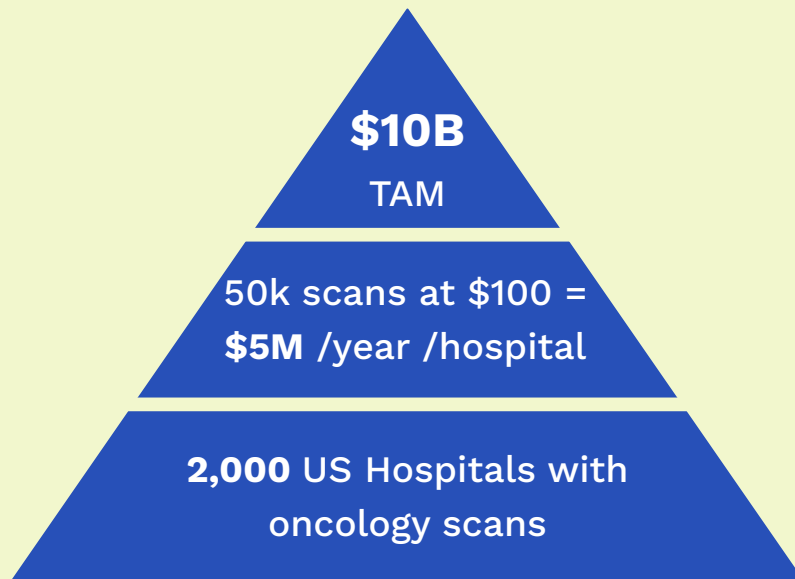 $10B
TAM
50k scans at $100 =
$5M /year /hospital
2,000 US Hospitals with
oncology scans